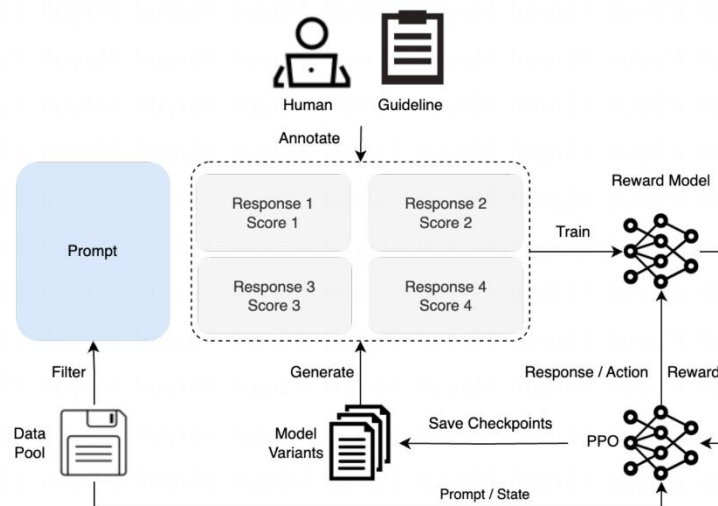 Human
Guideline
Annotate
Prompt
Response 1
Score 1
Response 2
Score 2
Response 3
Score 3
Response 4
Score 4
Reward Model
Train
Filter
Generate
Response / Action
Reward
Data
Pool
Model
Variants
Save Checkpoints
PPO
Prompt / State